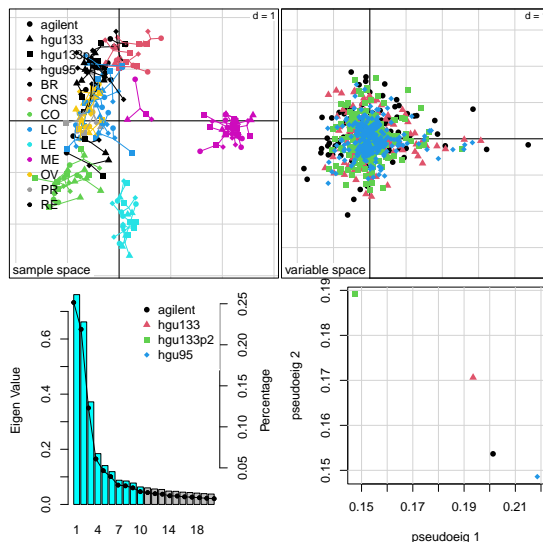 d = 1
agilent
hgu133
hgu133p
hgu95
BR
CNS
CO
LC
LE
ME
OV
PR
RE
sample space
d =
variable space
Eigen Value
0.0
0.2
0.4
0.6
1 4 7 10 14 18
0.05
0.10
0.15
0.20
0.25
Percentage
agilent
hgu133
hgu133p2
hgu95
pseudoeig 2
0.15
0.16
0.17
0.18
0.19
0.15 0.17 0.19 0.21
pseudoeig 1